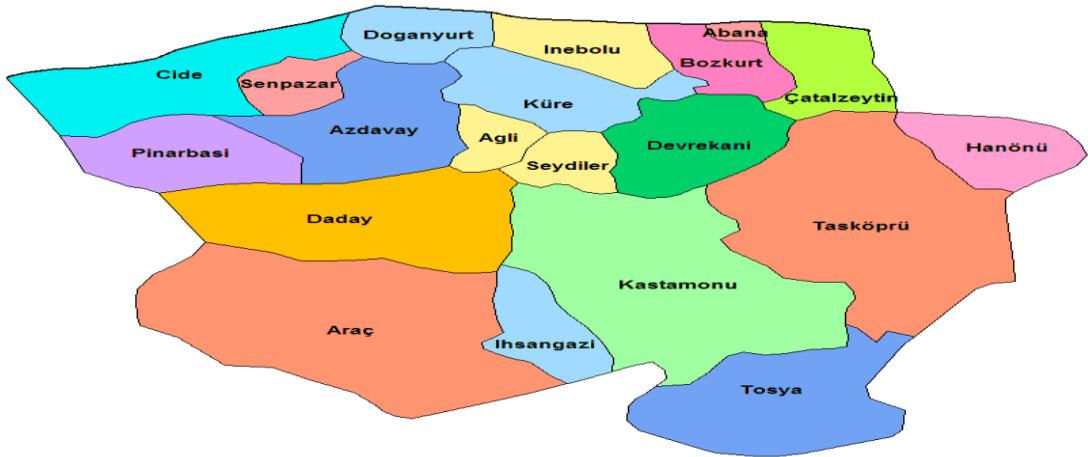 Doganyurt
Inebolu
Abana
Cide
Senpazar
Bozkurt
Küre
Çatalzeytin
Azdavay
Agli
Devrekani
Hanönü
Pinarbasi
Seydiler
Daday
Tasköprü
Kastamonu
Araç
Ihsangazi
Tosya